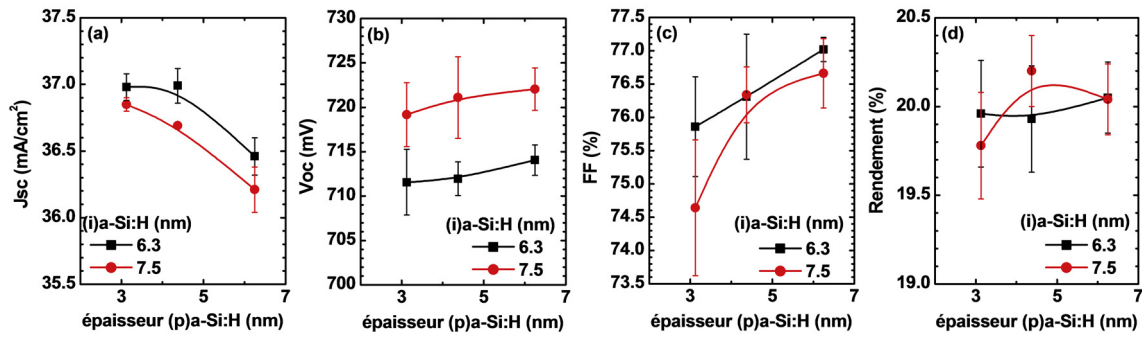 (a)
Jsc (mA/cm²)
37.5
37.0
36.5
36.0
35.5
(i)a-Si:H (nm)
6.3
7.5
3 5 7
épaisseur (p)a-Si:H (nm)
(b)
Voc (mV)
730
725
720
715
710
705
700
(i)a-Si:H (nm)
6.3
7.5
3 5 7
épaisseur (p)a-Si:H (nm)
(c)
FF (%)
77.5
77.0
76.5
76.0
75.5
75.0
74.5
74.0
73.5
(i)a-Si:H (nm)
6.3
7.5
3 5 7
épaisseur (p)a-Si:H (nm)
(d)
Rendement (%)
20.5
20.0
19.5
19.0
(i)a-Si:H (nm)
6.3
7.5
3 5 7
épaisseur (p)a-Si:H (nm)